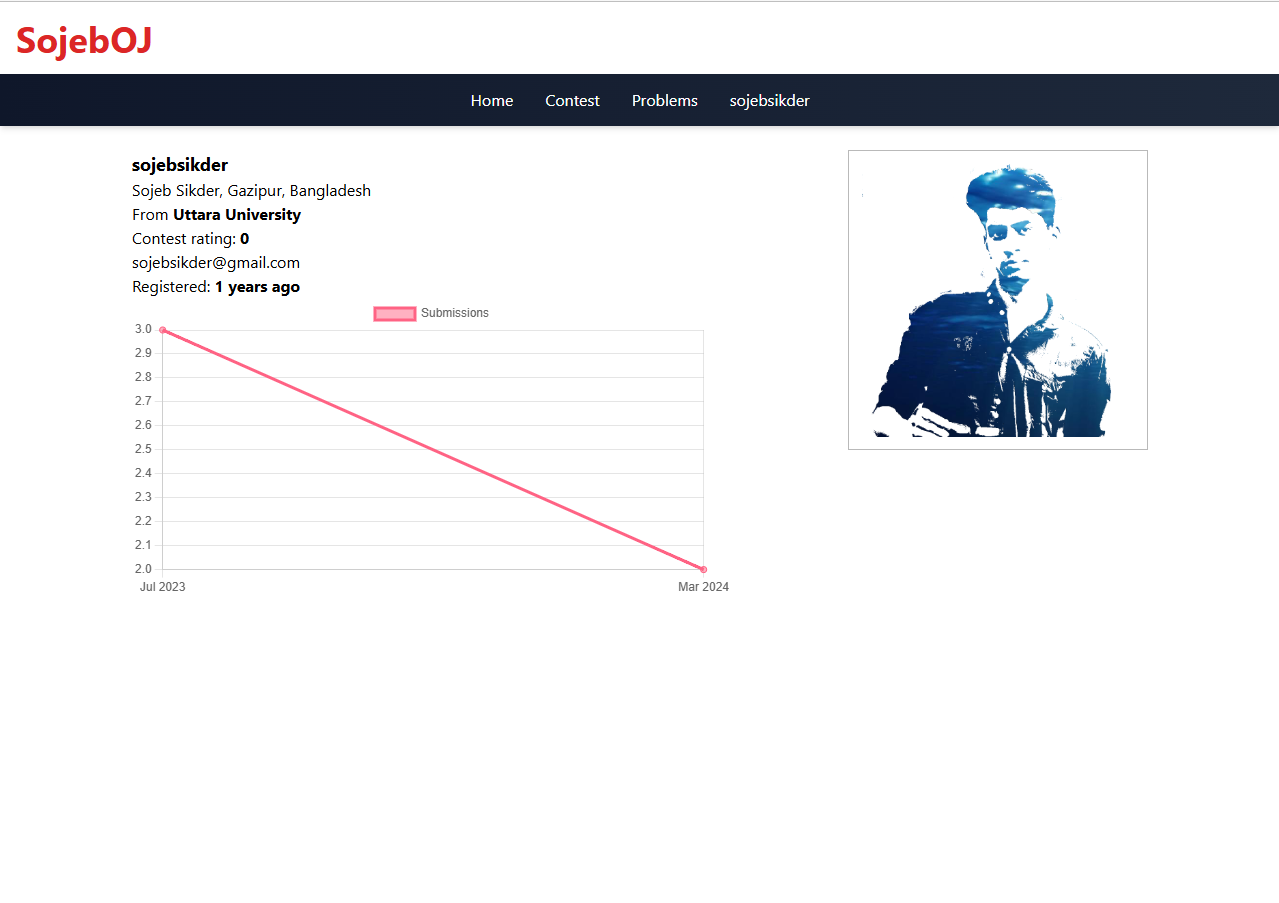 SojebOJ
Home Contest Problems sojebsikder
sojebsikder
Sojeb Sikder, Gazipur, Bangladesh
From Uttara University
Contest rating: 0
sojebsikder@gmail.com
Registered: 1 years ago
Submissions
3.0
2.9
2.8
2.7
2.6
2.5
2.4
2.3
2.2
2.1
2.0
Jul 2023 Mar 2024